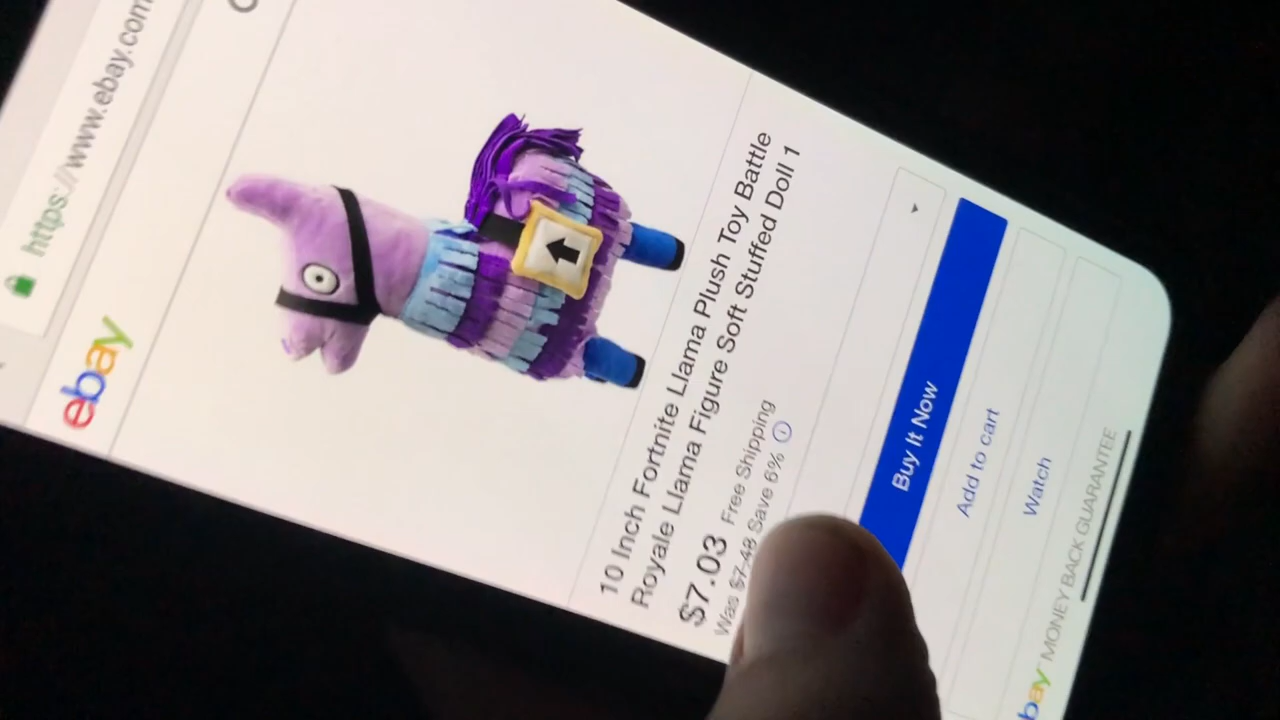 https://www.ebay.com
ebay
10 Inch Fortnite Llama Plush Toy Battle
Royale Llama Figure Soft Stuffed Doll 1
$7.03 Free Shipping
Was $7.48 Save 6%
Buy It Now
Add to cart
Watch
ebay MONEY BACK GUARANTEE